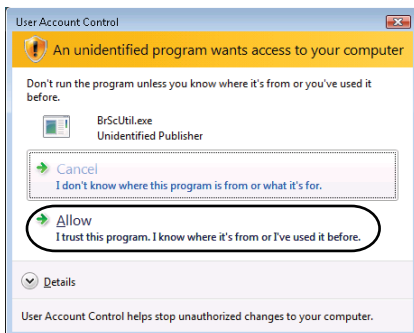 User Account Control
An unidentified program wants access to your computer
Don't run the program unless you know where it's from or you've used it
before.
BrScUtil.exe
Unidentified Publisher
Cancel
I don't know where this program is from or what it's for.
Allow
I trust this program. I know where it's from or I've used it before.
Details
User Account Control helps stop unauthorized changes to your computer.